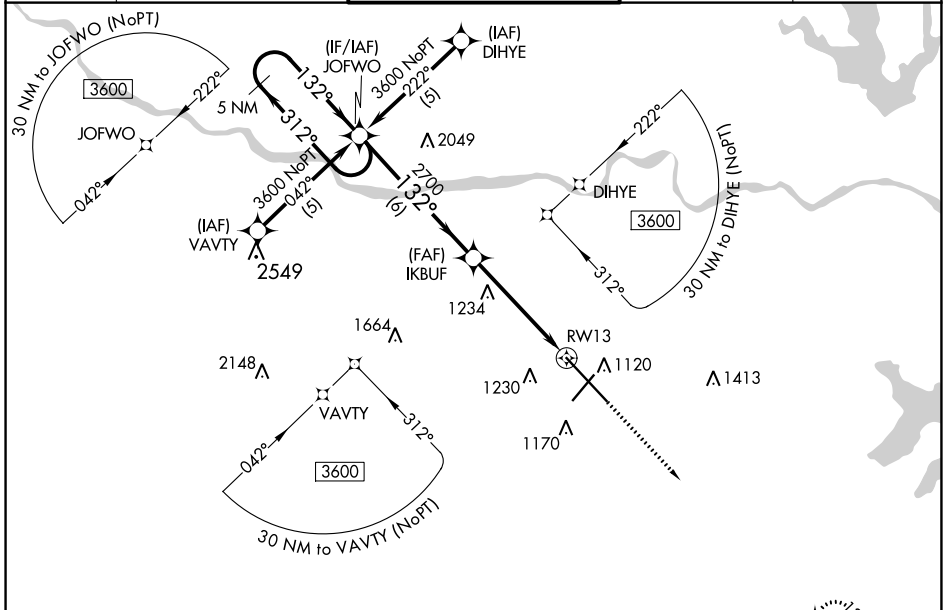 30 NM to JOFWO (NoPT)
3600
222°
JOFWO
042°
5 NM
132°
312°
(IF/IAF)
JOFWO
(IAF)
DIHYE
3600 NoPT
222°
(5)
2049
3600 NoPT
042°
(5)
(IAF)
VAVTY
2549
2700
132°
(6)
(FAF)
IKBUF
1234
222°
DIHYE
3600
312°
30 NM to DIHYE (NoPT)
RW13
1120
1230
1413
1170
1664
2148
VAVTY
042°
312°
3600
30 NM to VAVTY (NoPT)